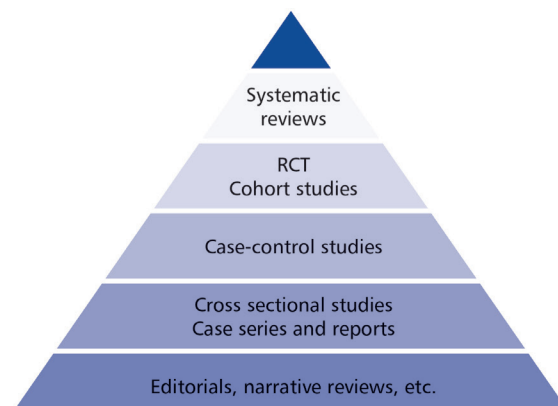 Systematic
reviews
RCT
Cohort studies
Case-control studies
Cross sectional studies
Case series and reports
Editorials, narrative reviews, etc.